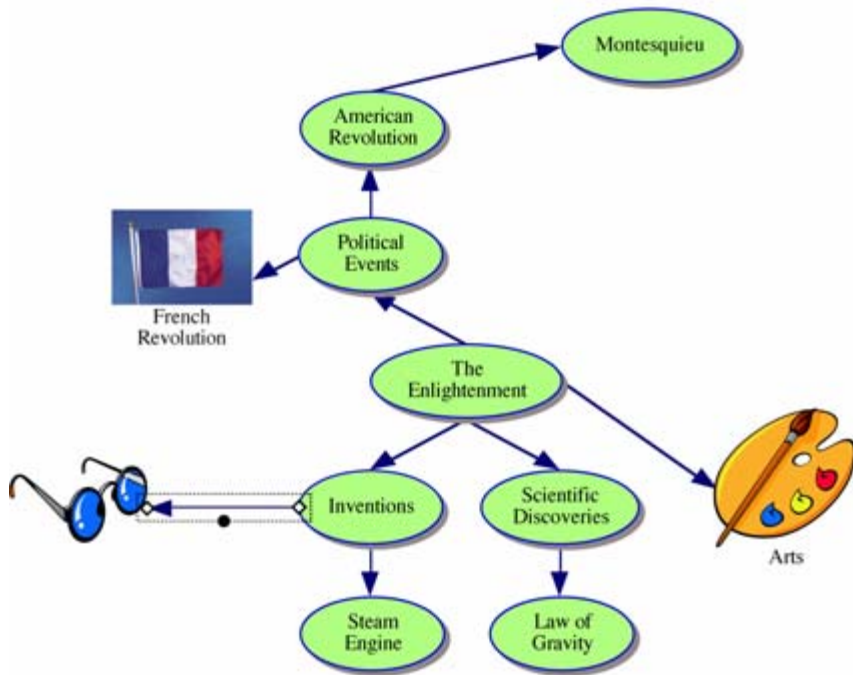 Montesquieu
American
Revolution
Political
Events
French
Revolution
The
Enlightenment
Inventions
Scientific
Discoveries
Arts
Steam
Engine
Law of
Gravity